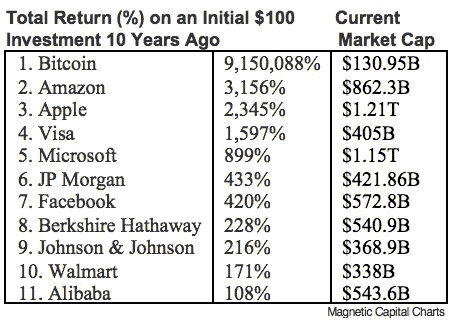 Total Return (%) on an Initial $100 Current
Investment 10 Years Ago Market Cap
1. Bitcoin 9,150,088% $130.95B
2. Amazon 3,156% $862.3B
3. Apple 2,345% $1.21T
4. Visa 1,597% $405B
5. Microsoft 899% $1.15T
6. JP Morgan 433% $421.86B
7. Facebook 420% $572.8B
8. Berkshire Hathaway 228% $540.9B
9. Johnson & Johnson 216% $368.9B
10. Walmart 171% $338B
11. Alibaba 108% $543.6B
Magnetic Capital Charts